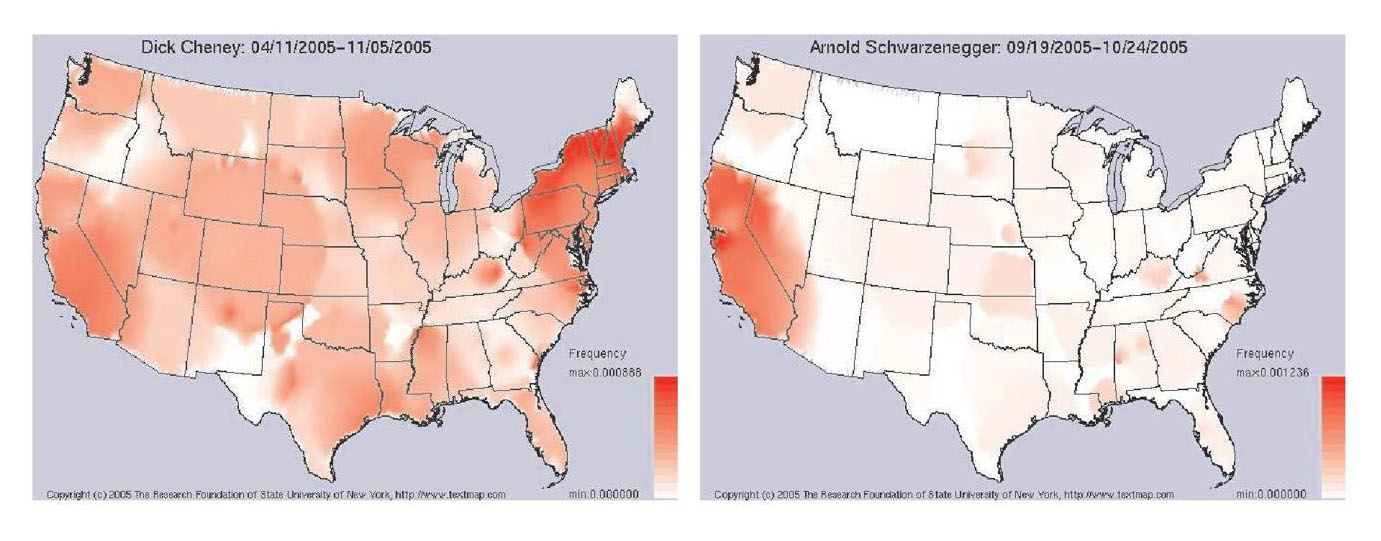 Dick Cheney: 04/11/2005-11/05/2005
Frequency
max:0.000888
min:0.000000
Copyright (c) 2005 The Research Foundation of State University of New York, http://www.textmap.com
Arnold Schwarzenegger: 09/19/2005-10/24/2005
Frequency
max:0.001236
min:0.000000
Copyright (c) 2005 The Research Foundation of State University of New York, http://www.textmap.com